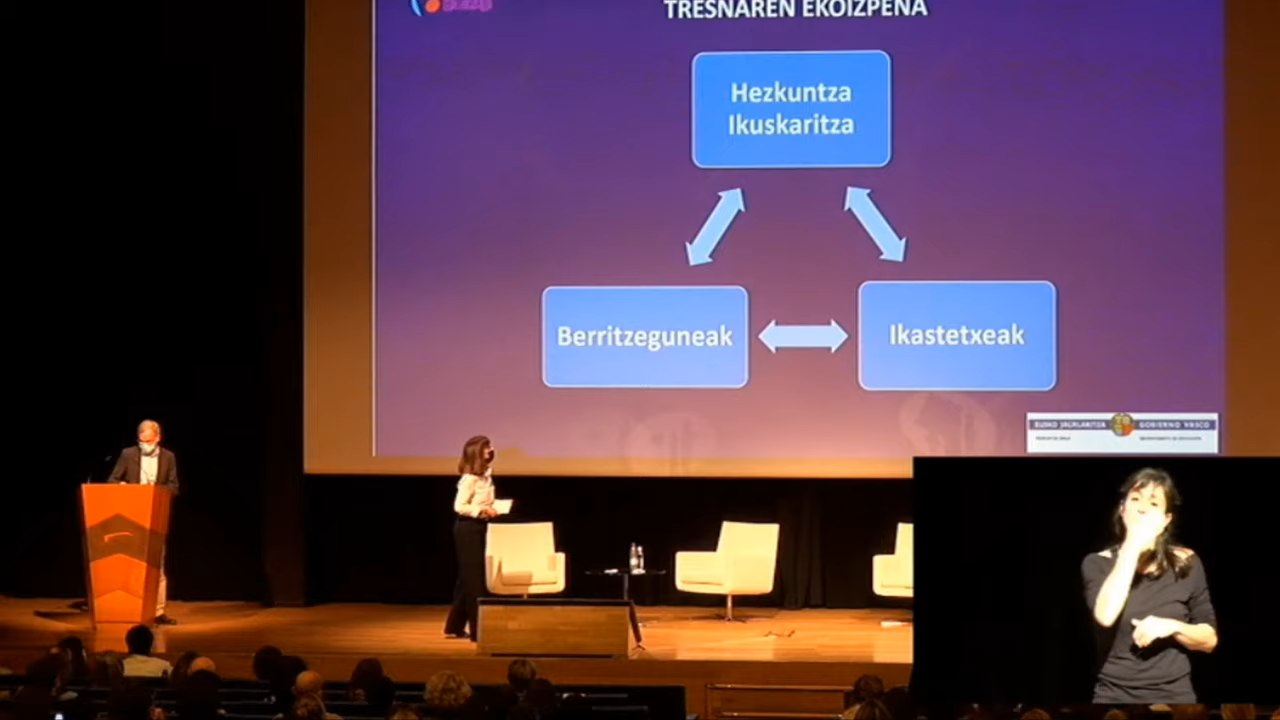 TRESNAREN EKOIZPENA
Hezkuntza
Ikuskaritza
Berritzeguneak
Ikastetxeak
EUSKO JAURLARITZA
GOBIERNO VASCO